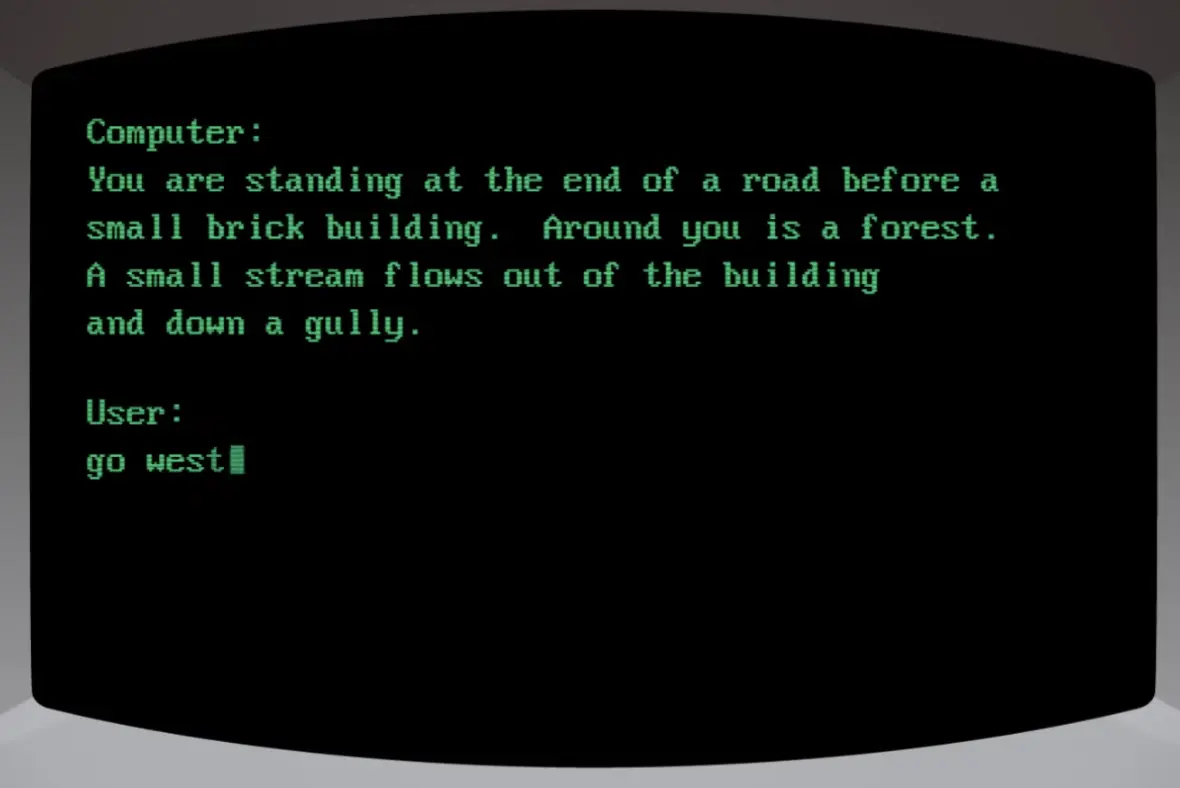 Computer:
You are standing at the end of a road before a
small brick building.  Around you is a forest.
A small stream flows out of the building
and down a gully.
User:
go west